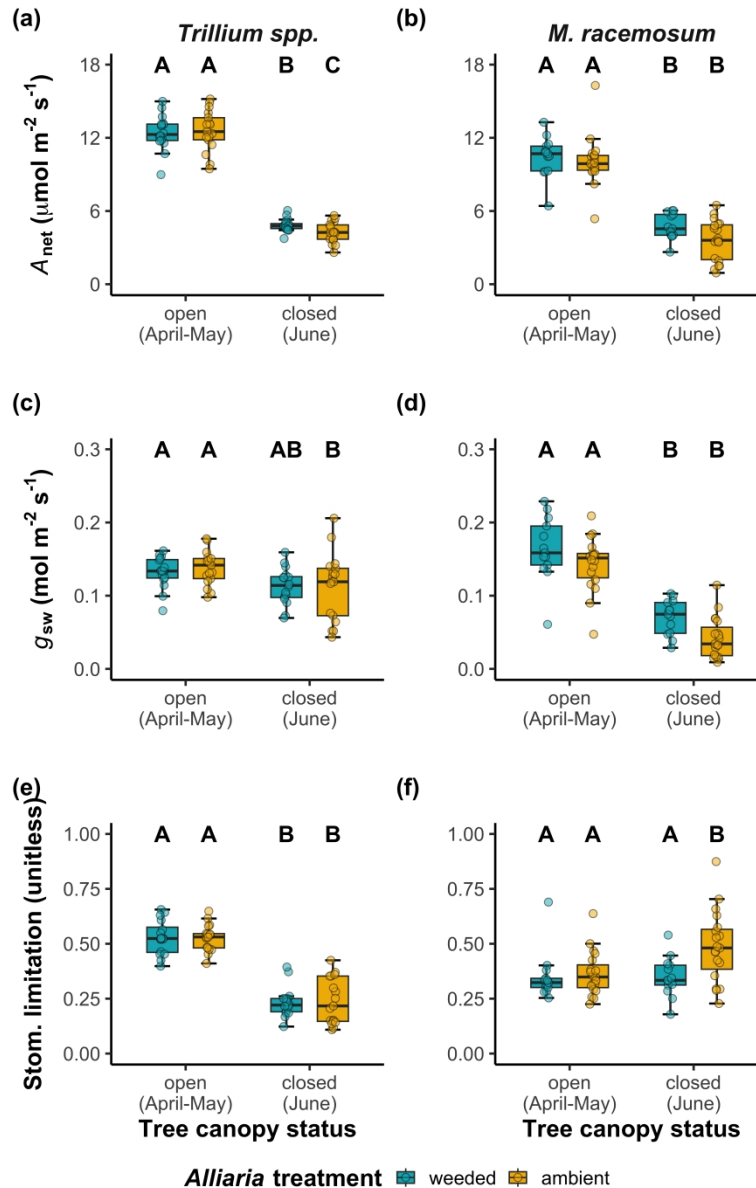 (a) Trillium spp. (b) M. racemosum
A A B C A A B B
18 18
12 12
6 6
0 0
Anet (μmol m⁻² s⁻¹)
open closed open closed
(April-May) (June) (April-May) (June)
(c) (d)
0.3 A A AB B 0.3 A A B B
0.2 0.2
0.1 0.1
0.0 0.0
gsw (mol m⁻² s⁻¹)
open closed open closed
(April-May) (June) (April-May) (June)
(e) (f)
1.00 A A B B 1.00 A A A B
0.75 0.75
0.50 0.50
0.25 0.25
0.00 0.00
Stom. limitation (unitless)
open closed open closed
(April-May) (June) (April-May) (June)
Tree canopy status Tree canopy status
Alliaria treatment weeded ambient